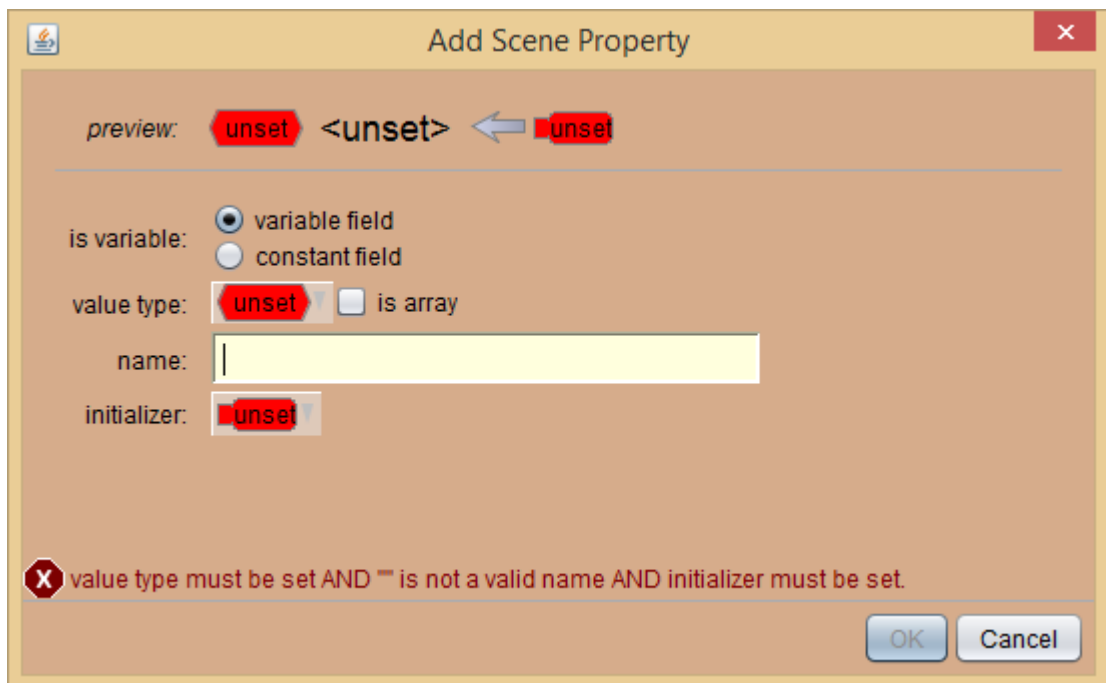 Add Scene Property
preview: unset <unset> unset
is variable: variable field
constant field
value type: unset is array
name:
initializer: unset
X value type must be set AND "" is not a valid name AND initializer must be set.
OK Cancel